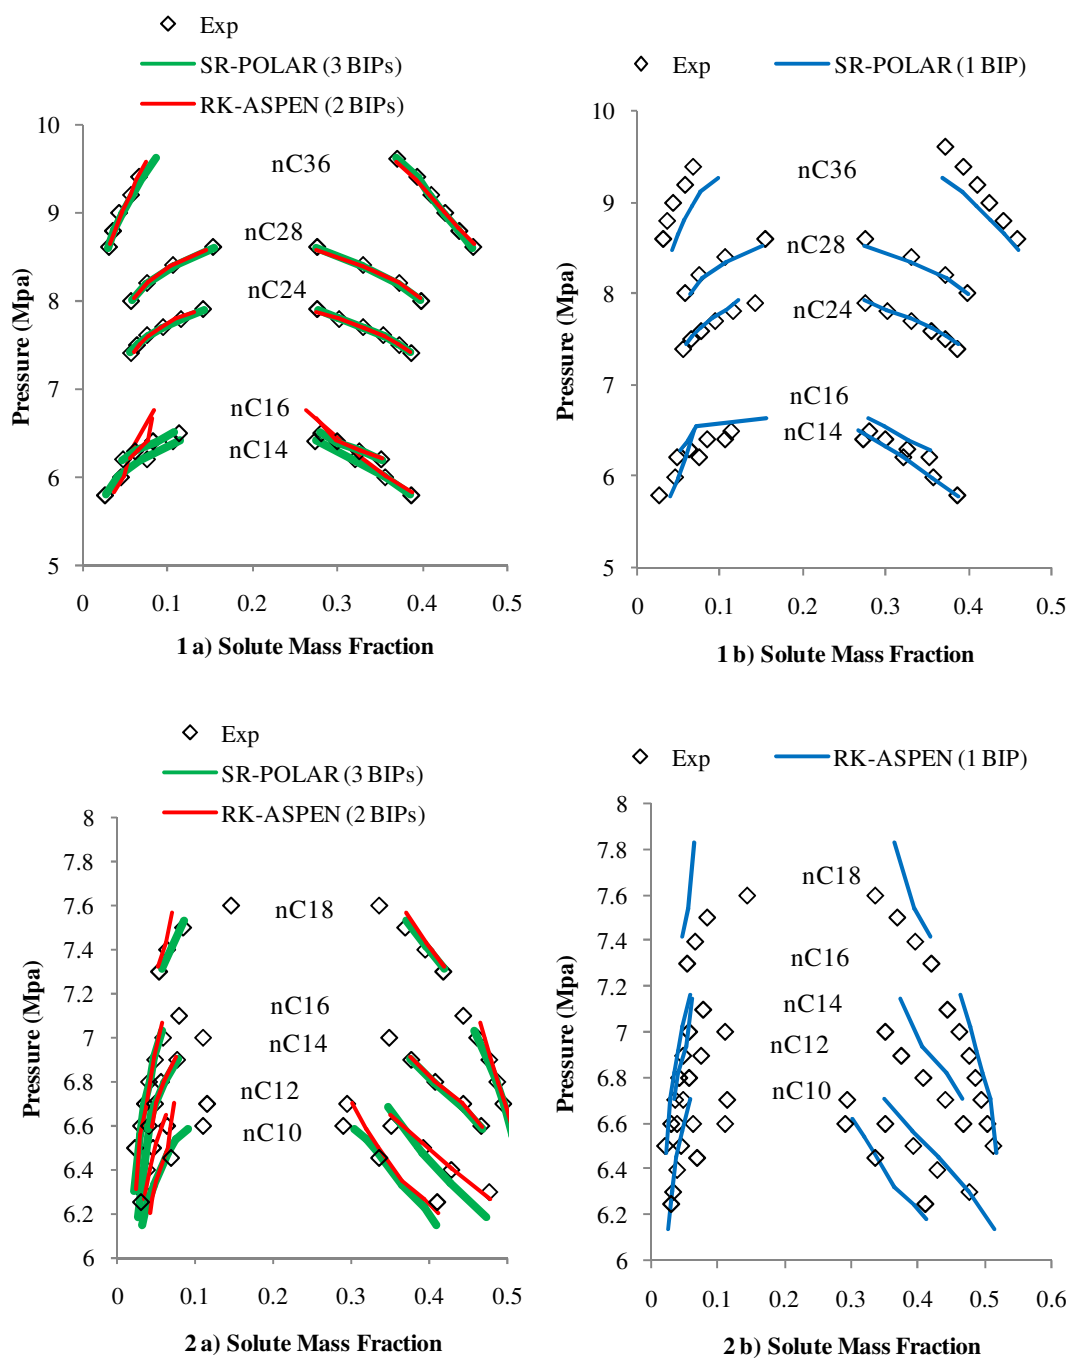 Exp
SR-POLAR (3 BIPs)
RK-ASPEN (2 BIPs)
10
9
8
7
6
5
Pressure (Mpa)
nC36
nC28
nC24
nC16
nC14
0 0.1 0.2 0.3 0.4 0.5
1 a) Solute Mass Fraction
Exp SR-POLAR (1 BIP)
10
9
8
7
6
5
Pressure (Mpa)
nC36
nC28
nC24
nC16
nC14
0 0.1 0.2 0.3 0.4 0.5
1 b) Solute Mass Fraction
Exp
SR-POLAR (3 BIPs)
RK-ASPEN (2 BIPs)
8
7.8
7.6
7.4
7.2
7
6.8
6.6
6.4
6.2
6
Pressure (Mpa)
nC18
nC16
nC14
nC12
nC10
0 0.1 0.2 0.3 0.4 0.5
2 a) Solute Mass Fraction
Exp RK-ASPEN (1 BIP)
8
7.8
7.6
7.4
7.2
7
6.8
6.6
6.4
6.2
6
Pressure (Mpa)
nC18
nC16
nC14
nC12
nC10
0 0.1 0.2 0.3 0.4 0.5 0.6
2 b) Solute Mass Fraction